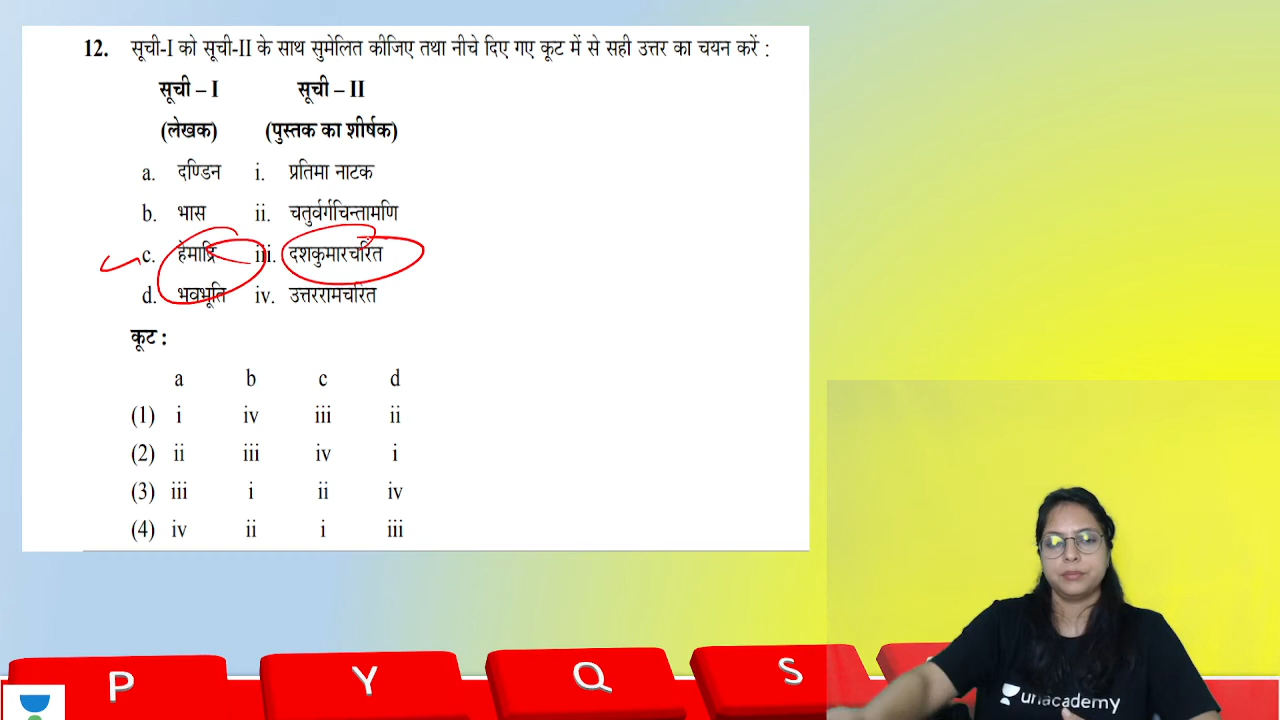 12. सूची-I को सूची-II के साथ सुमेलित कीजिए तथा नीचे दिए गए कूट में से सही उत्तर का चयन करें :
सूची – I सूची – II
(लेखक) (पुस्तक का शीर्षक)
a. दण्डिन i. प्रतिमा नाटक
b. भास ii. चतुर्वर्गचिन्तामणि
c. हेमाद्रि iii. दशकुमारचरित
d. भवभूति iv. उत्तररामचरित
कूट :
a b c d
(1) i iv iii ii
(2) ii iii iv i
(3) iii i ii iv
(4) iv ii i iii
unacademy
P Y Q S